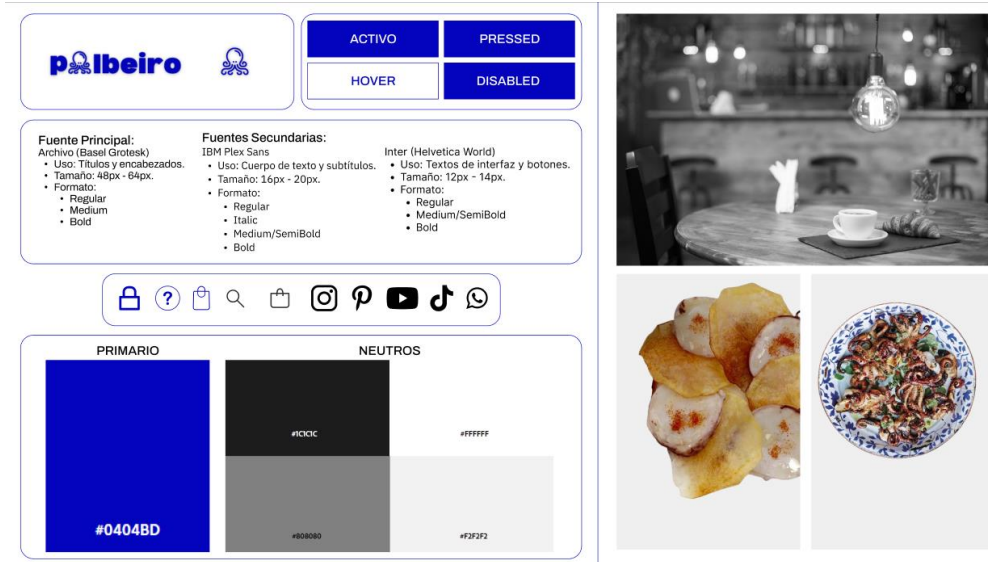 polbeiro
ACTIVO
PRESSED
HOVER
DISABLED
Fuente Principal:
Archivo (Basel Grotesk)
• Uso: Títulos y encabezados.
• Tamaño: 48px - 64px.
• Formato:
• Regular
• Medium
• Bold
Fuentes Secundarias:
IBM Plex Sans
• Uso: Cuerpo de texto y subtítulos.
• Tamaño: 16px - 20px.
• Formato:
• Regular
• Italic
• Medium/SemiBold
• Bold
Inter (Helvetica World)
• Uso: Textos de interfaz y botones.
• Tamaño: 12px - 14px.
• Formato:
• Regular
• Medium/SemiBold
• Bold
?
PRIMARIO
NEUTROS
#0404BD
#1C1C1C
#FFFFFF
#808080
#F2F2F2